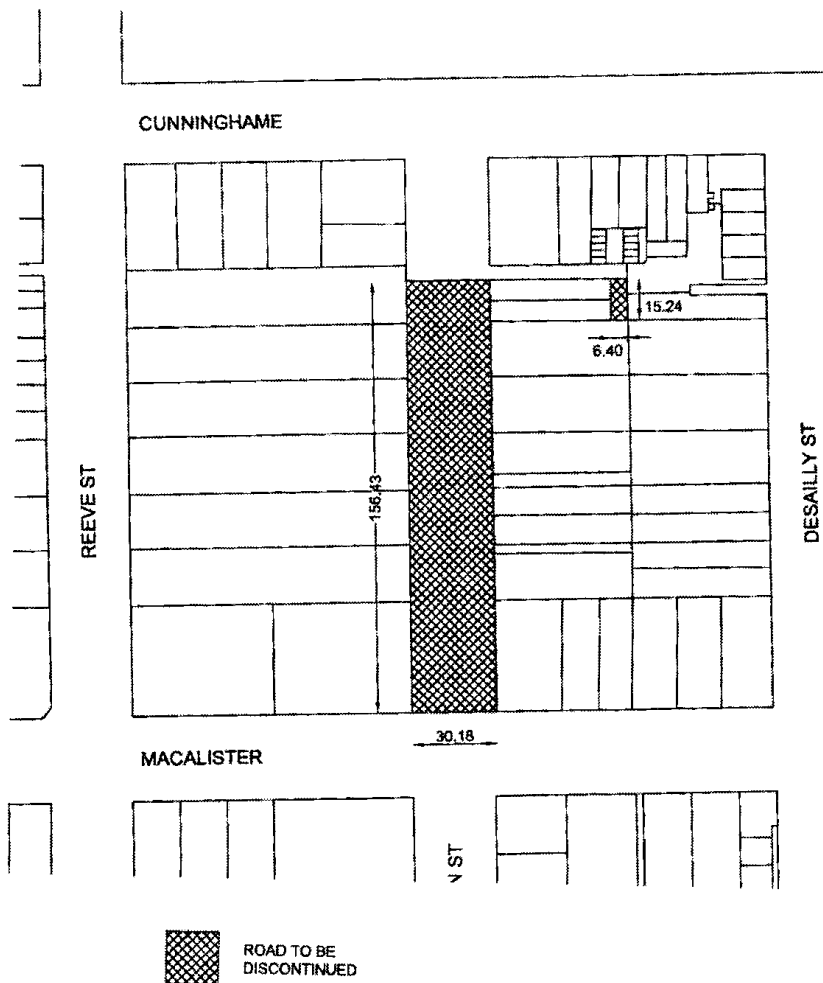 CUNNINGHAME
15.24
6.40
156.43
REEVE ST
DESAILLY ST
30.18
MACALISTER
N ST
ROAD TO BE
DISCONTINUED